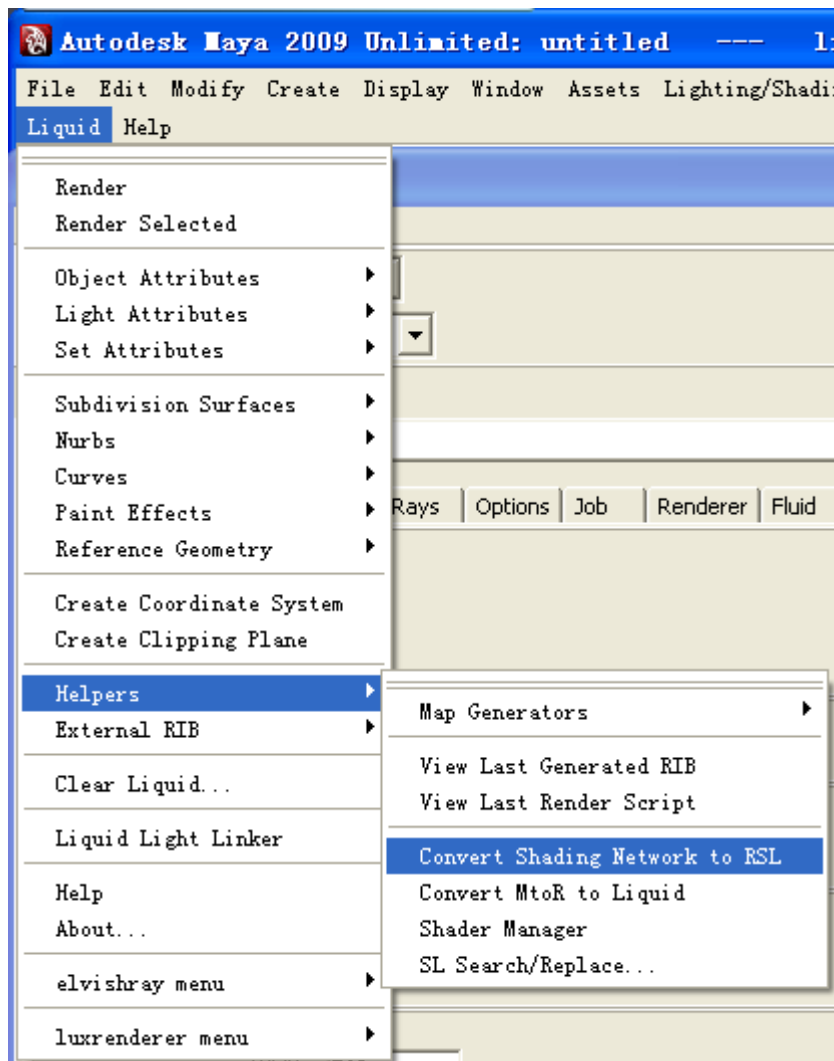 Autodesk Maya 2009 Unlimited: untitled   ---
File Edit Modify Create Display Window Assets
Liquid Help
Render
Render Selected
Object Attributes
Light Attributes
Set Attributes
Subdivision Surfaces
Nurbs
Curves
Paint Effects
Rays Options Job Renderer Fluid
Reference Geometry
Create Coordinate System
Create Clipping Plane
Helpers
External RIB
Clear Liquid...
Liquid Light Linker
Help
About...
elvishray menu
luxrenderer menu
Map Generators
View Last Generated RIB
View Last Render Script
Convert Shading Network to RSL
Convert MtoR to Liquid
Shader Manager
SL Search/Replace...